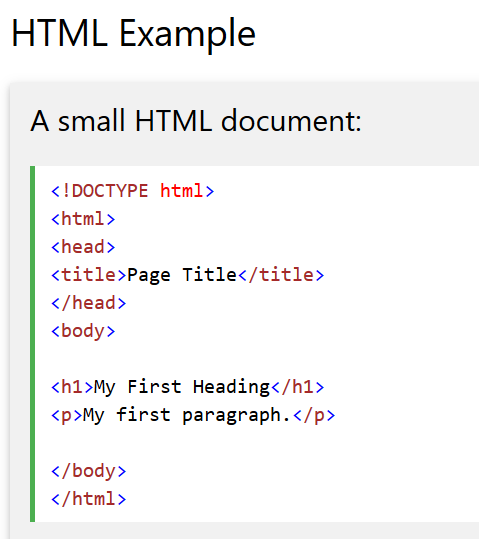 HTML Example
A small HTML document:
<!DOCTYPE html>
<html>
<head>
<title>Page Title</title>
</head>
<body>
<h1>My First Heading</h1>
<p>My first paragraph.</p>
</body>
</html>